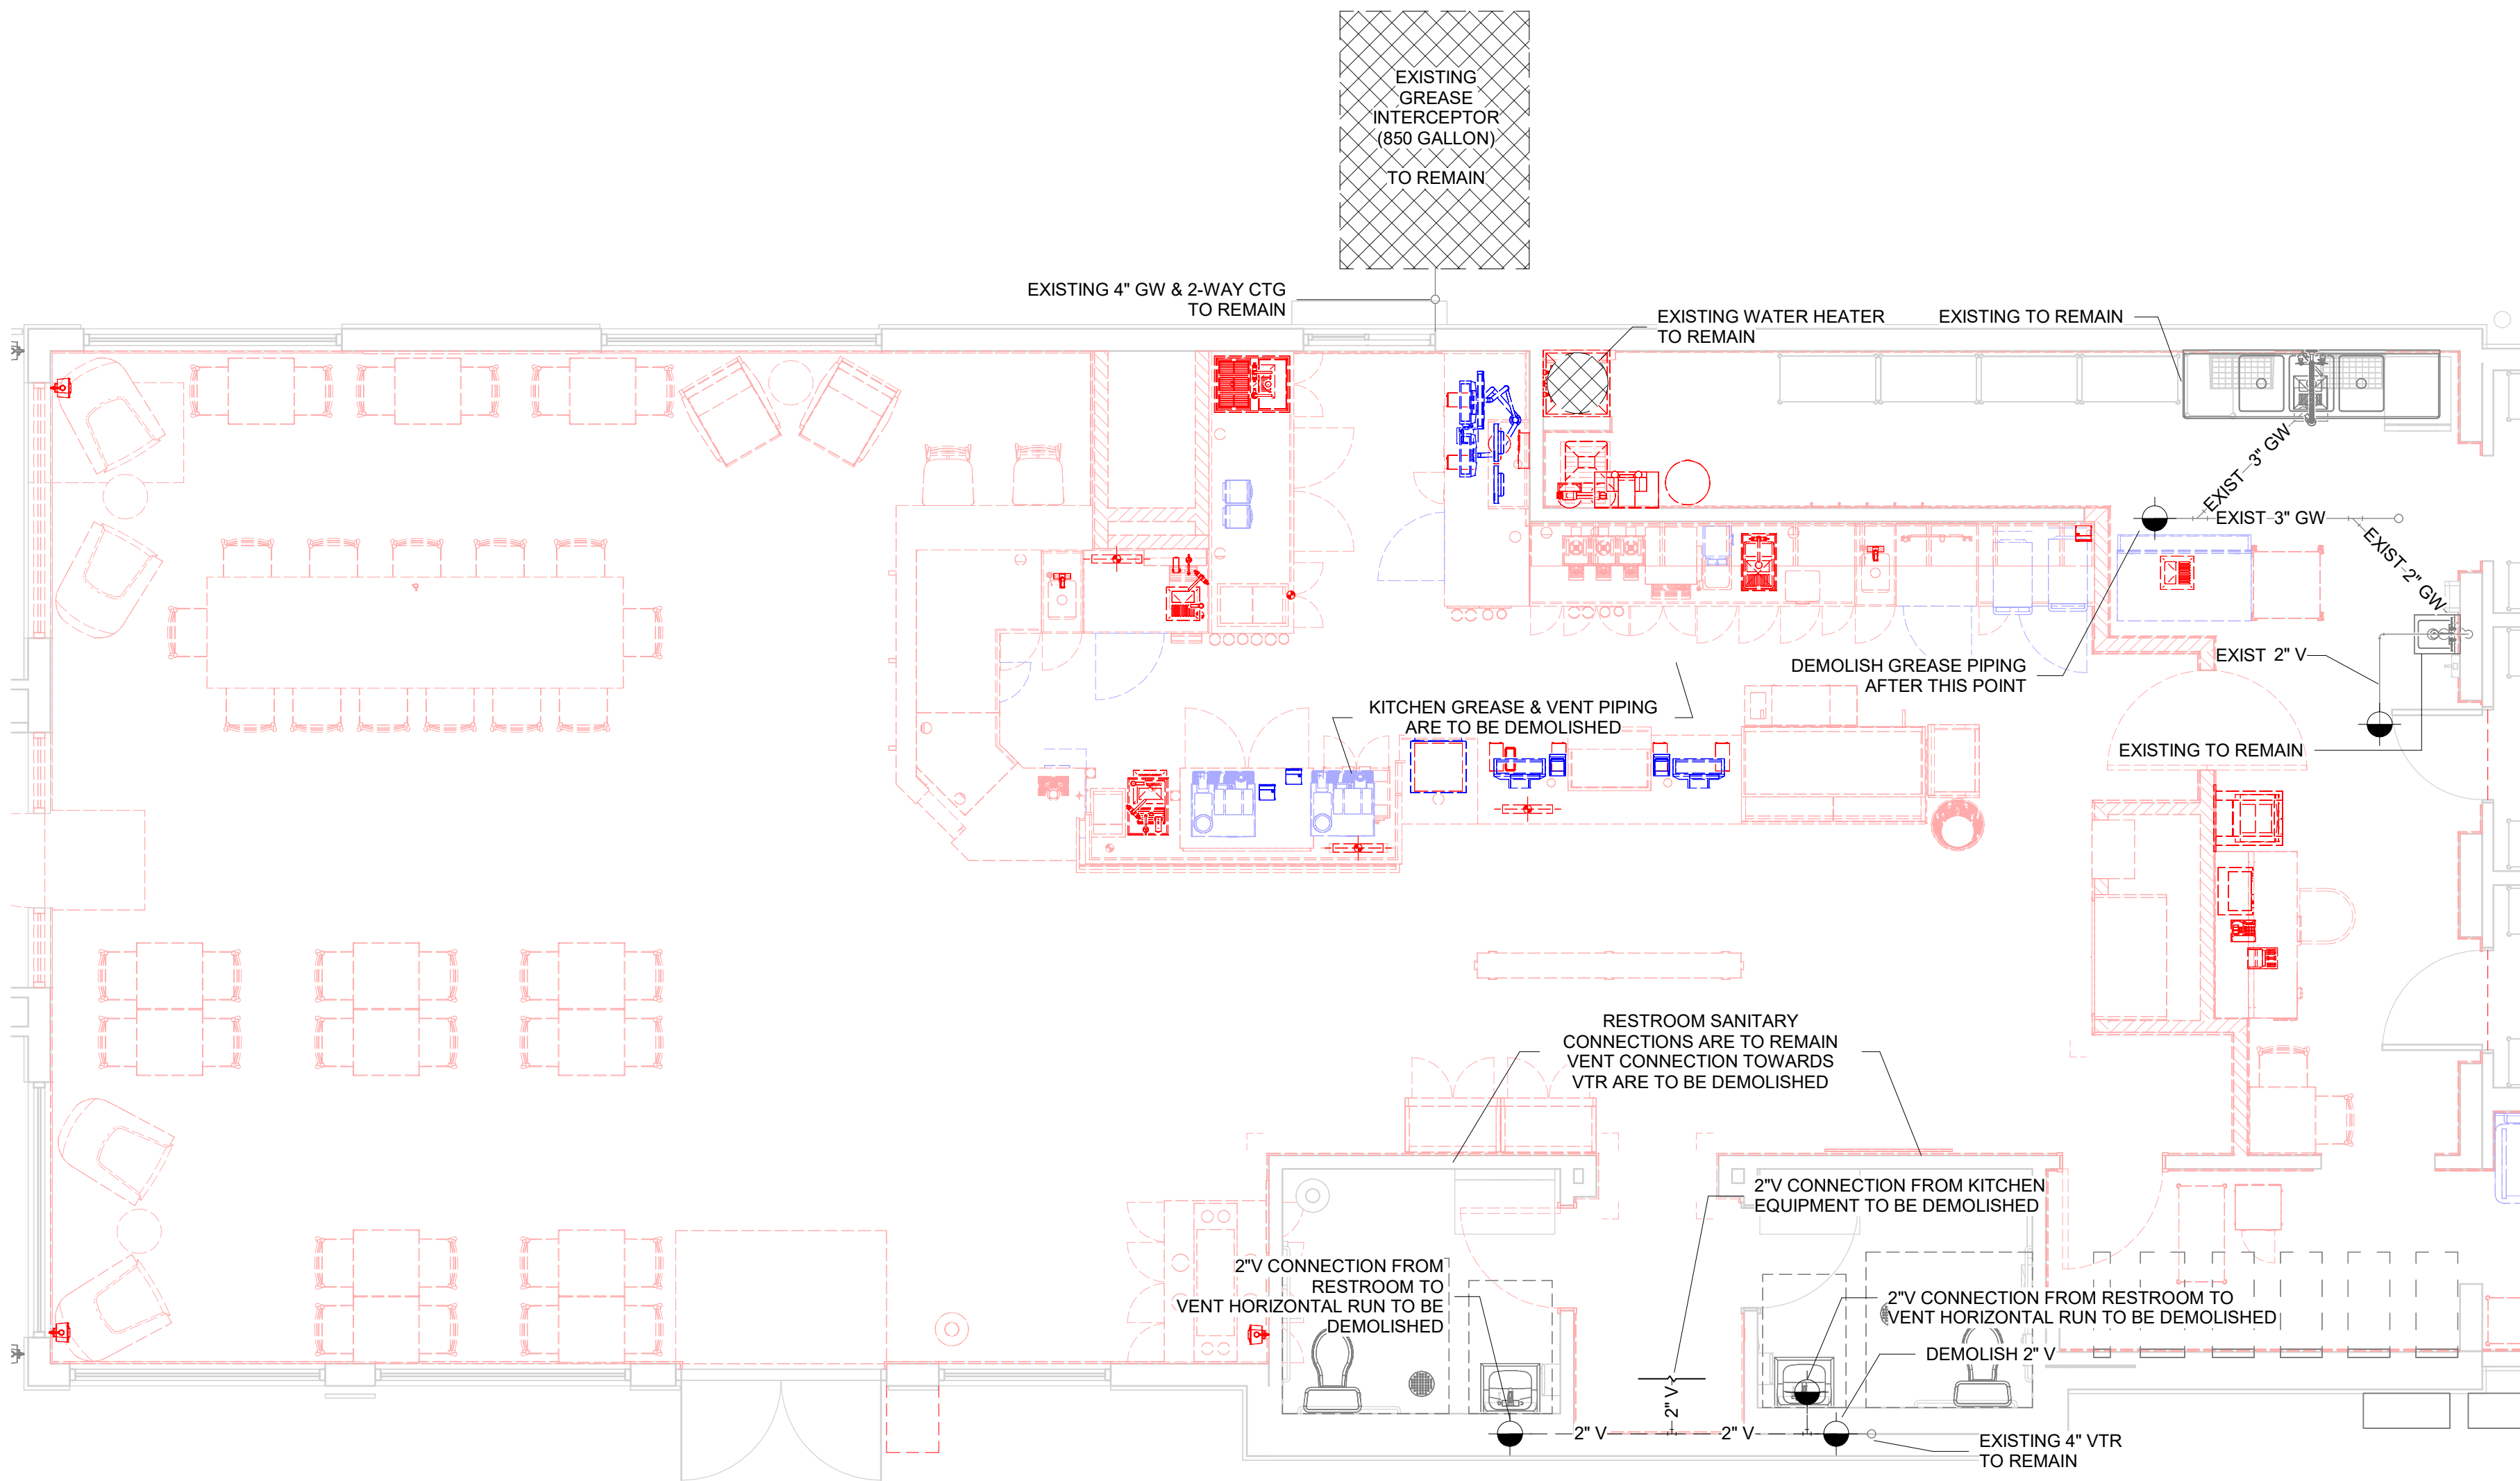 EXISTING
GREASE
INTERCEPTOR
(850 GALLON)
TO REMAIN
EXISTING 4" GW & 2-WAY CTG
TO REMAIN
EXISTING WATER HEATER
TO REMAIN
EXISTING TO REMAIN
EXIST 3" GW
EXIST 3" GW
EXIST 2" GW
EXIST 2" V
DEMOLISH GREASE PIPING
AFTER THIS POINT
KITCHEN GREASE & VENT PIPING
ARE TO BE DEMOLISHED
EXISTING TO REMAIN
RESTROOM SANITARY
CONNECTIONS ARE TO REMAIN
VENT CONNECTION TOWARDS
VTR ARE TO BE DEMOLISHED
2"V CONNECTION FROM KITCHEN
EQUIPMENT TO BE DEMOLISHED
2"V CONNECTION FROM
RESTROOM TO
VENT HORIZONTAL RUN TO BE
DEMOLISHED
2"V CONNECTION FROM RESTROOM TO
VENT HORIZONTAL RUN TO BE DEMOLISHED
DEMOLISH 2" V
2" V
2" V
2" V
EXISTING 4" VTR
TO REMAIN